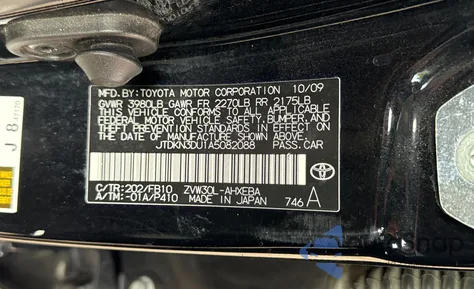 MFD.BY:TOYOTA MOTOR CORPORATION 10/09
GVWR 3980LB GAWR FR 2270LB RR 2175LB
THIS VEHICLE CONFORMS TO ALL APPLICABLE
FEDERAL MOTOR VEHICLE SAFETY,BUMPER,AND
THEFT PREVENTION STANDARDS IN EFFECT ON
THE DATE OF MANUFACTURE SHOWN ABOVE.
JTDKN3DU1A5082088 PASS.CAR
C/TR:202/FB10 ZVW30L-AHXEBA
A/TM:-01A/P410 MADE IN JAPAN 746 A
J 8